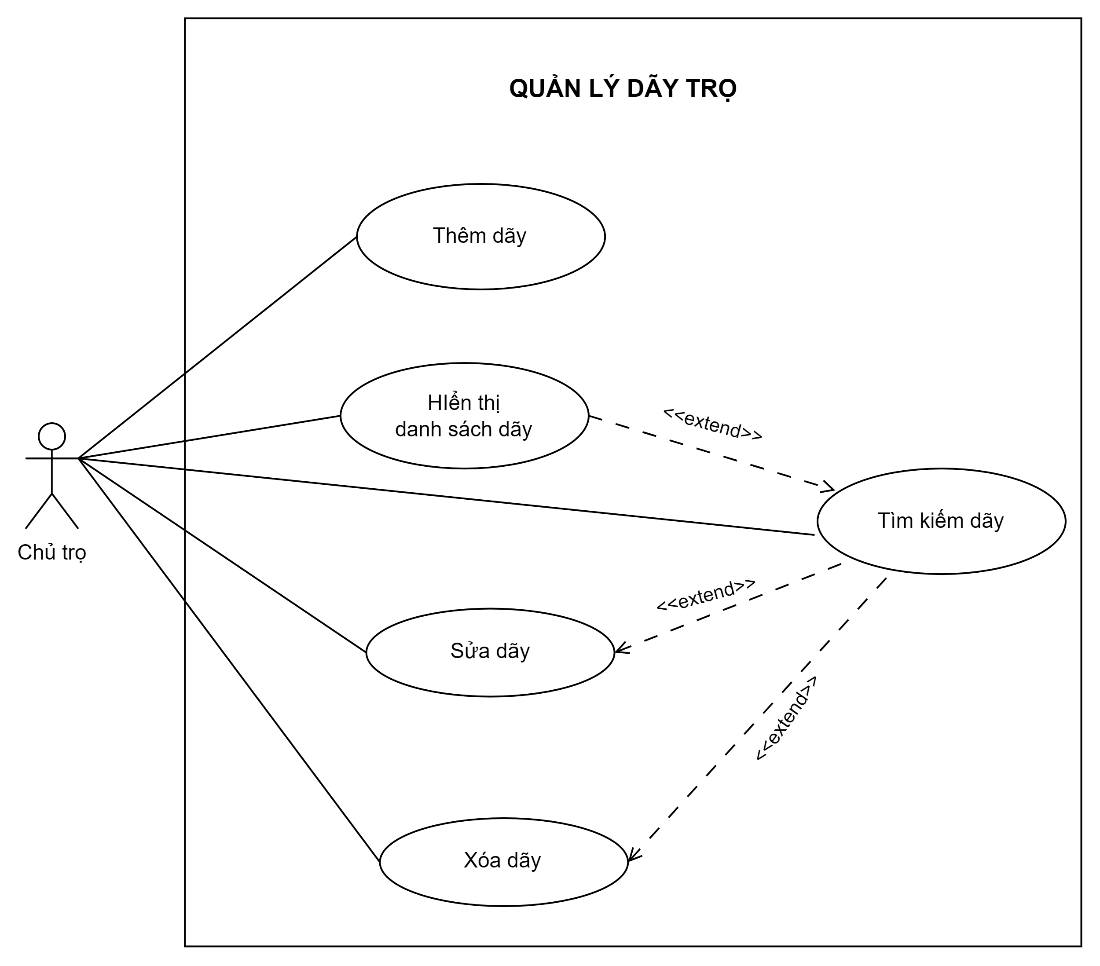 QUẢN LÝ DÃY TRỌ
Thêm dãy
HIển thị
danh sách dãy
<<extend>>
Tìm kiếm dãy
Chủ trọ
<<extend>>
Sửa dãy
<<extend>>
Xóa dãy